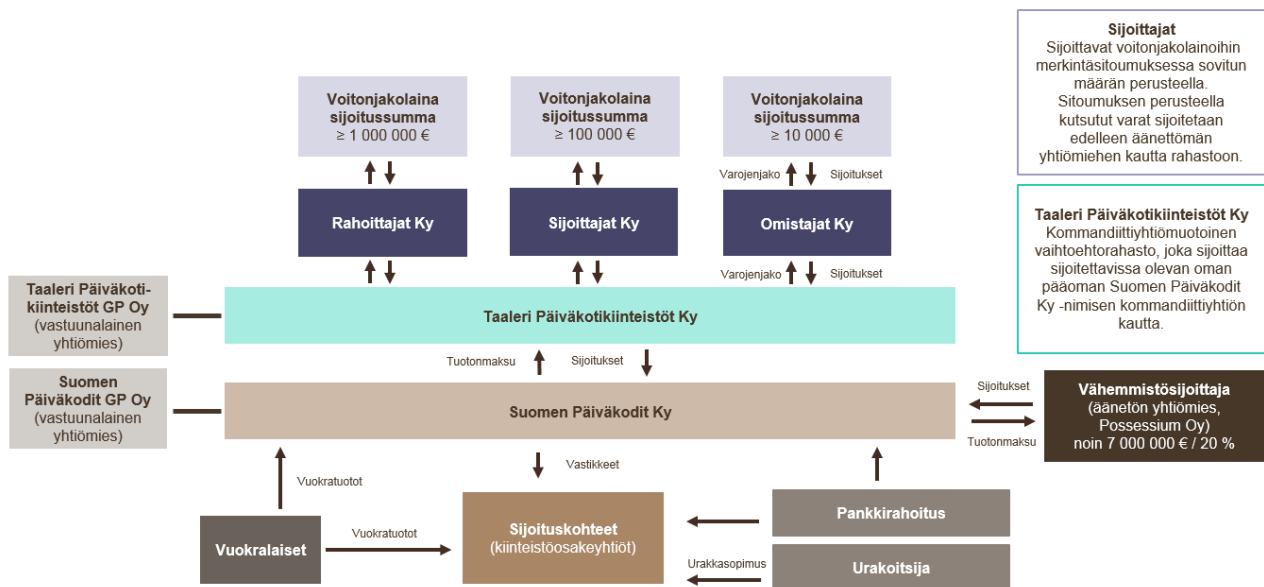 Voitonjakolaina
sijoitussumma
≥ 1 000 000 €
Voitonjakolaina
sijoitussumma
≥ 100 000 €
Voitonjakolaina
sijoitussumma
≥ 10 000 €
Sijoittajat
Sijoittavat voitonjakolainoihin
merkintäsitoumuksessa sovitun
määrän perusteella.
Sitoumuksen perusteella
kutsutut varat sijoitetaan
edelleen äänettömän
yhtiömiehen kautta rahastoon.
Varojenjako
Sijoitukset
Rahoittajat Ky
Sijoittajat Ky
Omistajat Ky
Varojenjako
Sijoitukset
Taaleri Päiväkotikiinteistöt Ky
Kommandiittiyhtiömuotoinen
vaihtoehtorahasto, joka sijoittaa
sijoitettavissa olevan oman
pääoman Suomen Päiväkodit
Ky -nimisen kommandiittiyhtiön
kautta.
Taaleri Päiväkoti-
kiinteistöt GP Oy
(vastuunalainen
yhtiömies)
Taaleri Päiväkotikiinteistöt Ky
Tuotonmaksu
Sijoitukset
Suomen
Päiväkodit GP Oy
(vastuunalainen
yhtiömies)
Suomen Päiväkodit Ky
Sijoitukset
Tuotonmaksu
Vähemmistösijoittaja
(äänetön yhtiömies,
Possessium Oy)
noin 7 000 000 € / 20 %
Vuokratuotot
Vastikkeet
Vuokralaiset
Vuokratuotot
Sijoituskohteet
(kiinteistöosakeyhtiöt)
Pankkirahoitus
Urakkasopimus
Urakoitsija